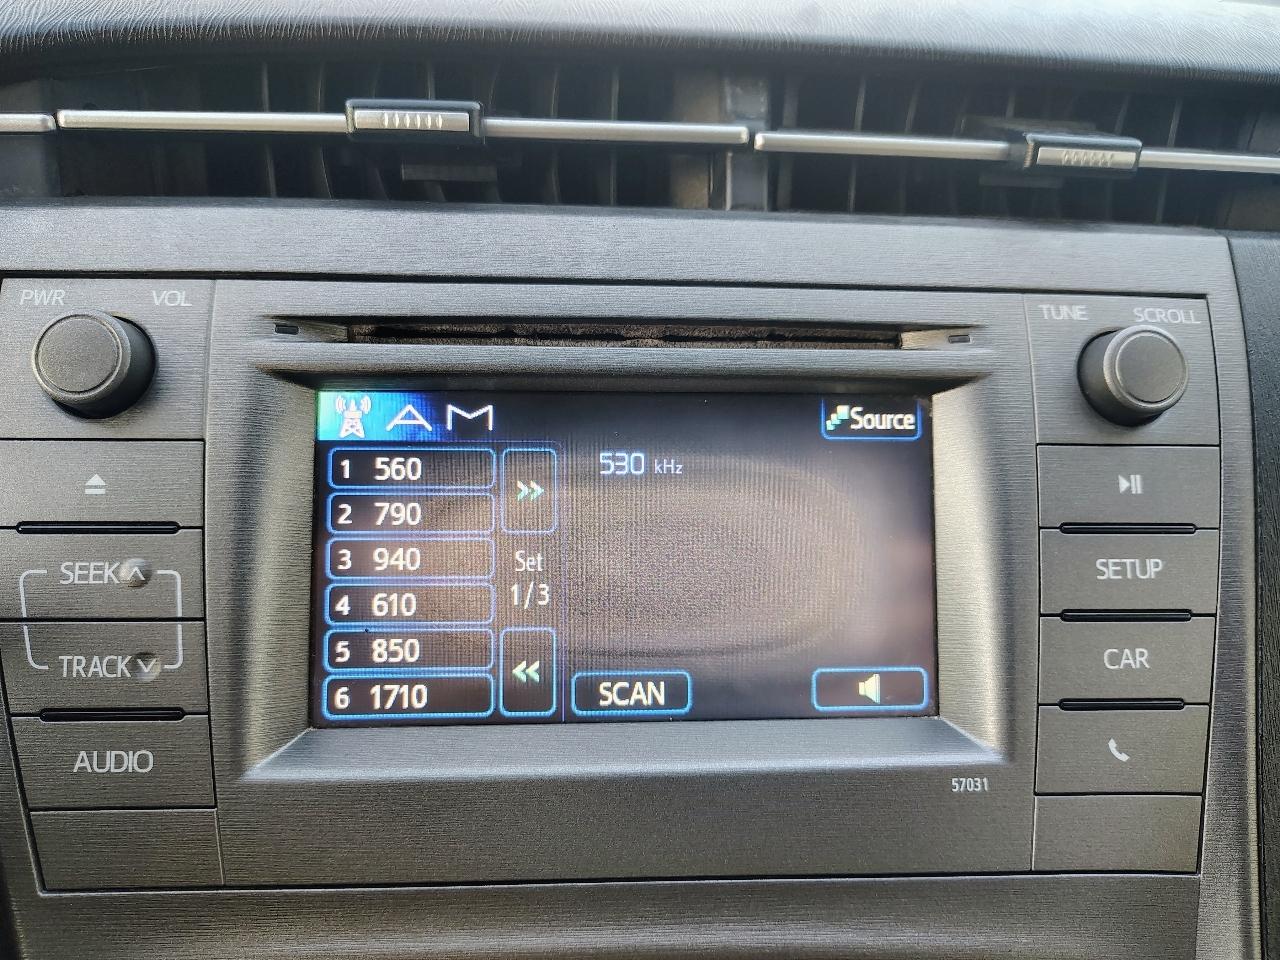 PWR VOL
TUNE SCROLL
AM
Source
1 560
530 kHz
2 790
3 940
Set
1/3
4 610
5 850
6 1710
SCAN
SEEK
TRACK
AUDIO
SETUP
CAR
57031